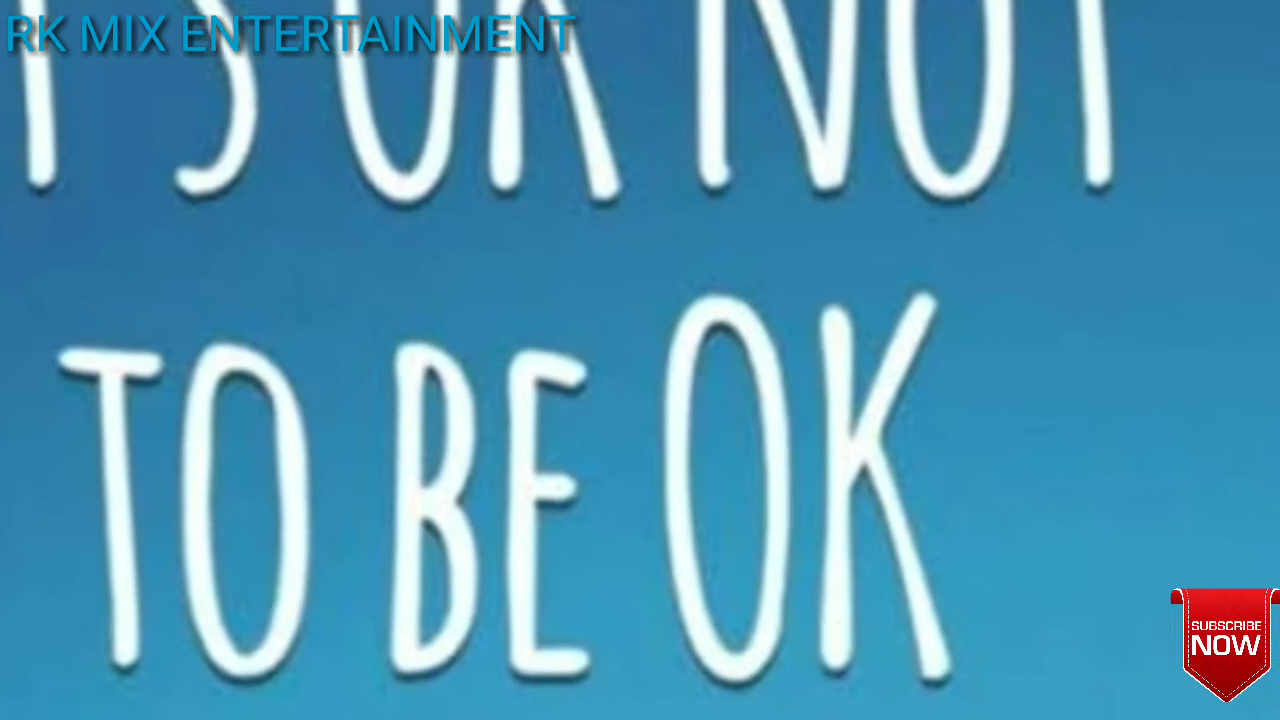 RK MIX ENTERTAINMENT
T'S OK NOT
TO BE OK
SUBSCRIBE
NOW